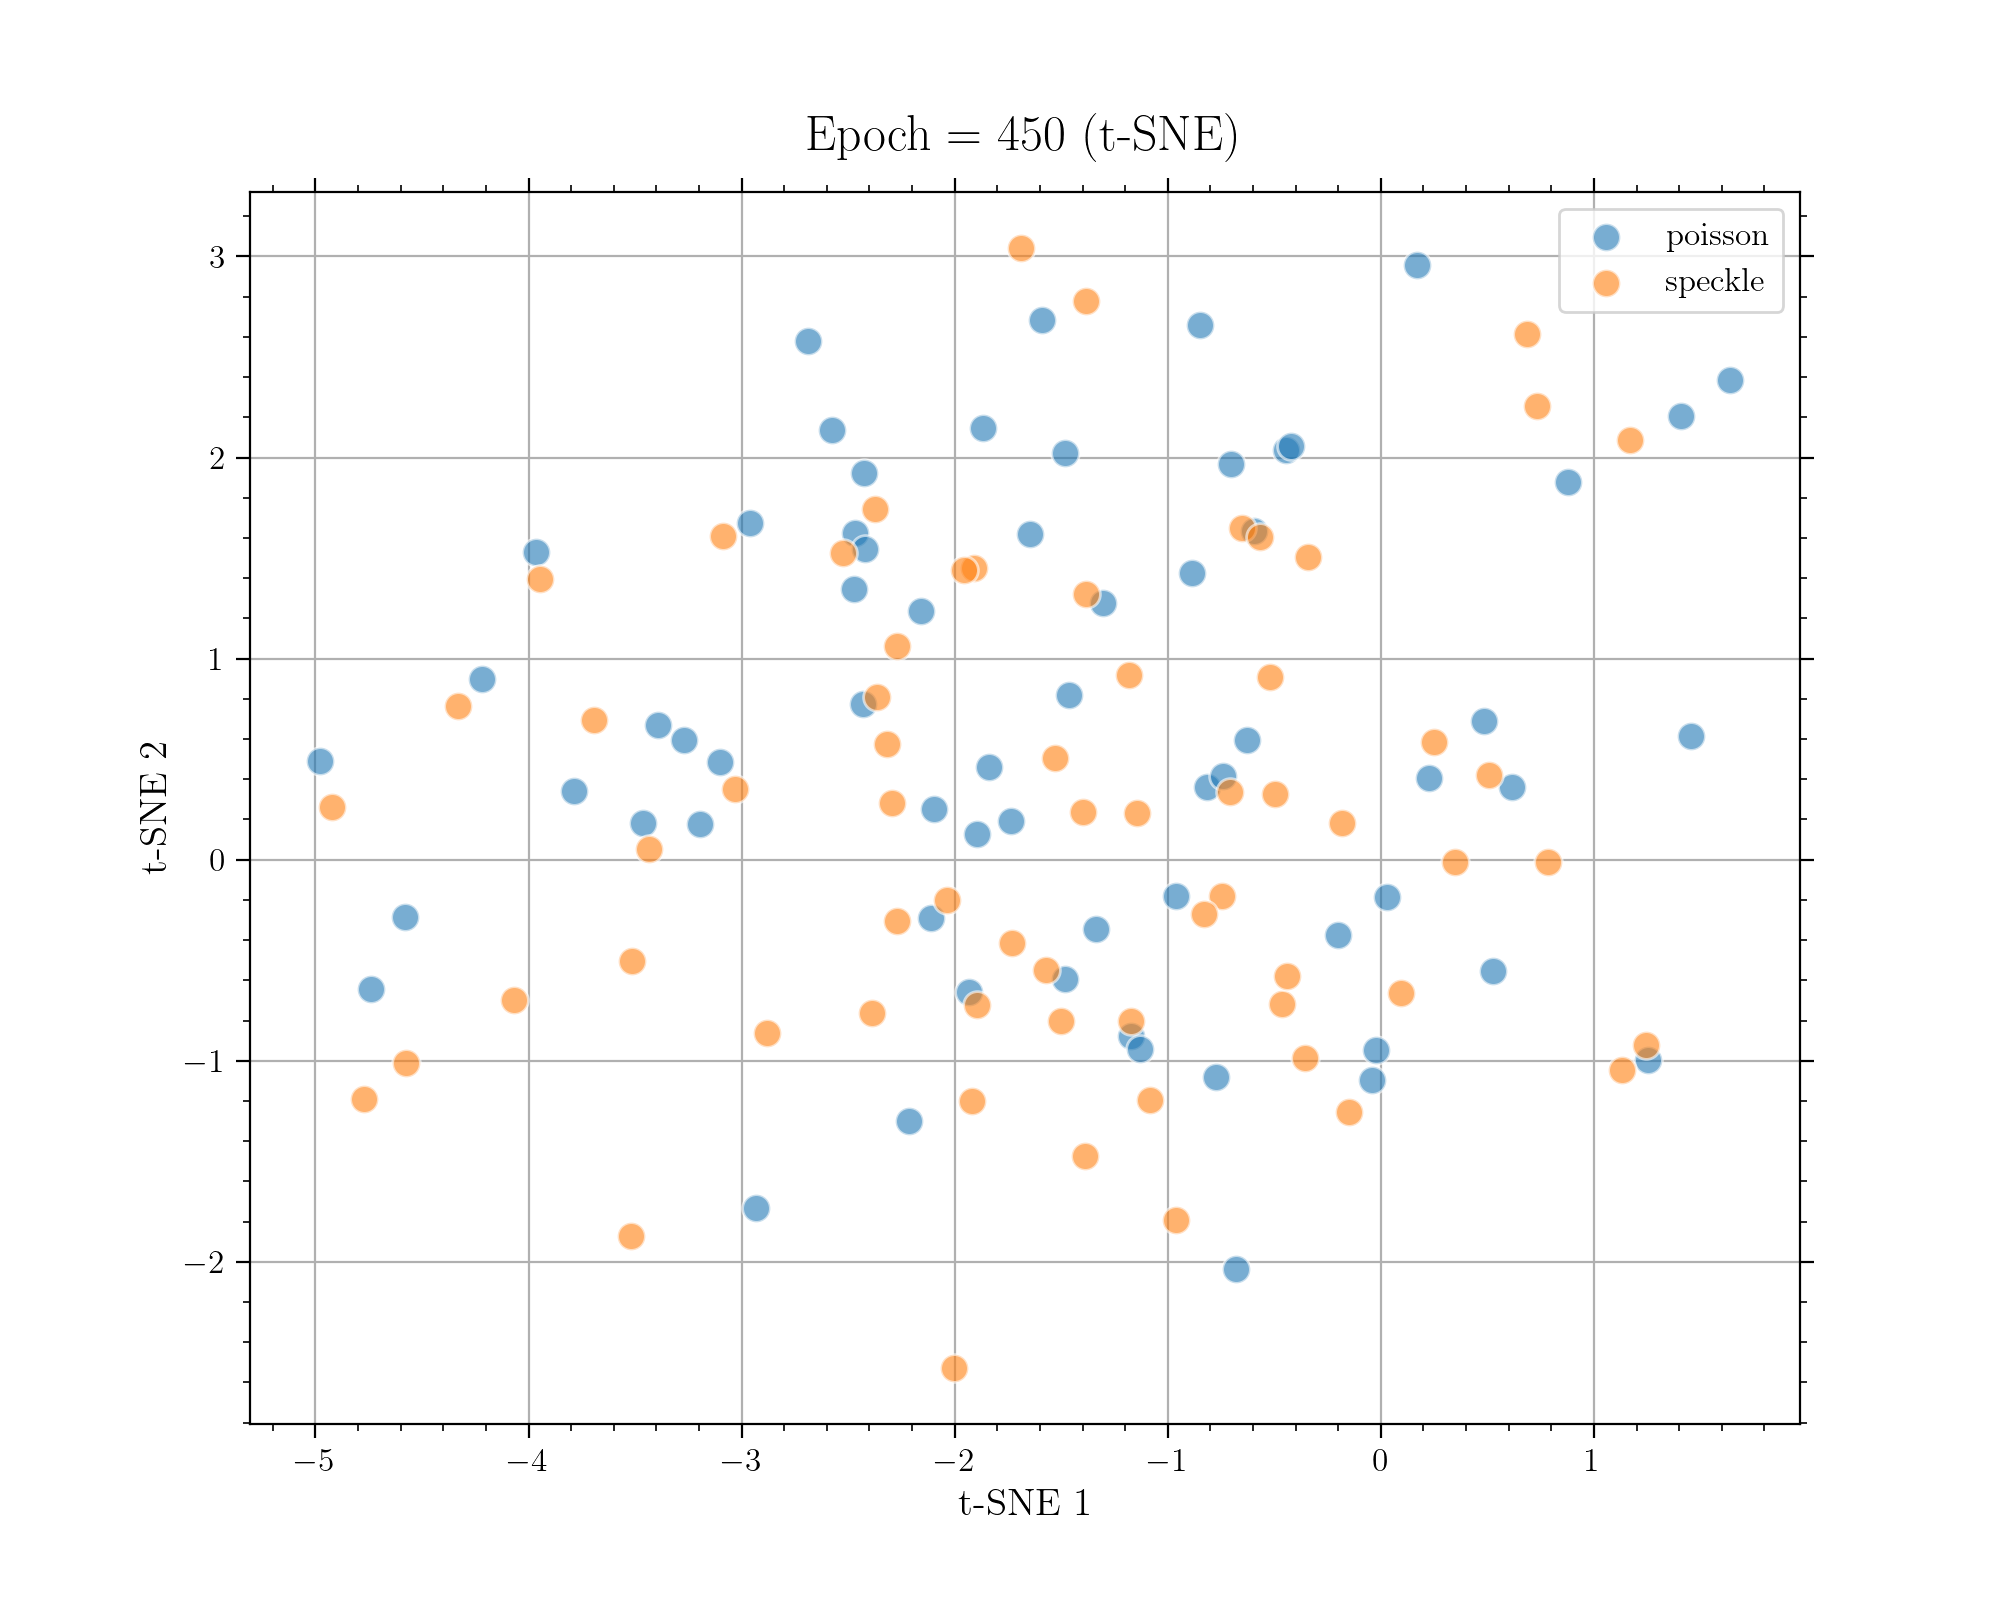 Epoch = 450 (t-SNE)
poisson
speckle
t-SNE 2
3
2
1
0
−1
−2
−5 −4 −3 −2 −1 0 1
t-SNE 1